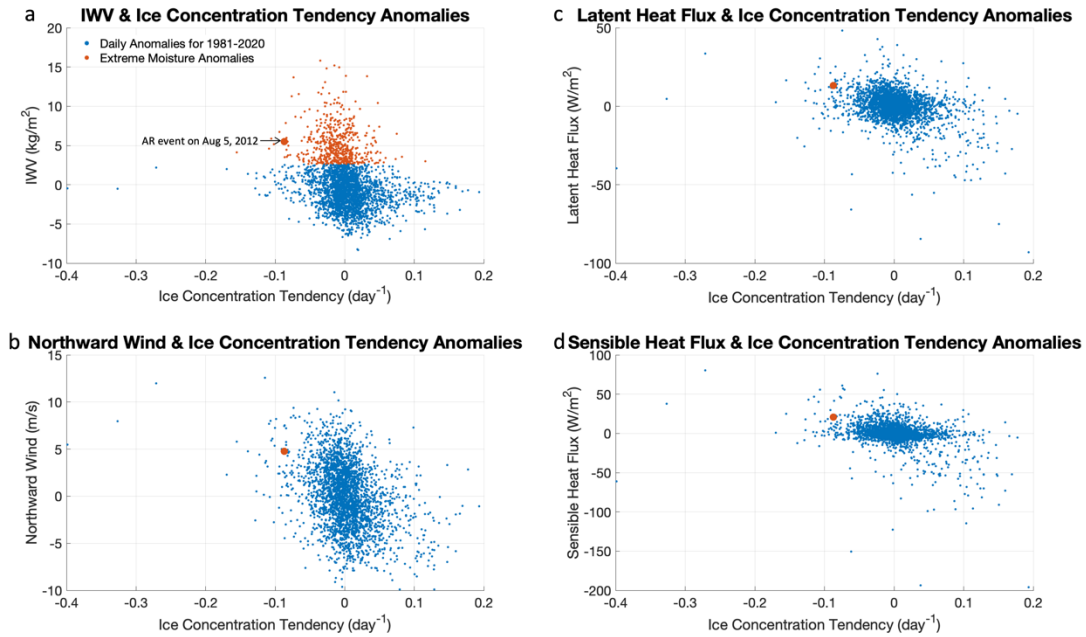 a
IWV & Ice Concentration Tendency Anomalies
20
15
10
5
0
-5
-10
IWV (kg/m²)
Daily Anomalies for 1981-2020
Extreme Moisture Anomalies
AR event on Aug 5, 2012
-0.4 -0.3 -0.2 -0.1 0 0.1 0.2
Ice Concentration Tendency (day⁻¹)
b
Northward Wind & Ice Concentration Tendency Anomalies
15
10
5
0
-5
-10
Northward Wind (m/s)
-0.4 -0.3 -0.2 -0.1 0 0.1 0.2
Ice Concentration Tendency (day⁻¹)
c
Latent Heat Flux & Ice Concentration Tendency Anomalies
50
0
-50
-100
Latent Heat Flux (W/m²)
-0.4 -0.3 -0.2 -0.1 0 0.1 0.2
Ice Concentration Tendency (day⁻¹)
d
Sensible Heat Flux & Ice Concentration Tendency Anomalies
100
50
0
-50
-100
-150
-200
Sensible Heat Flux (W/m²)
-0.4 -0.3 -0.2 -0.1 0 0.1 0.2
Ice Concentration Tendency (day⁻¹)